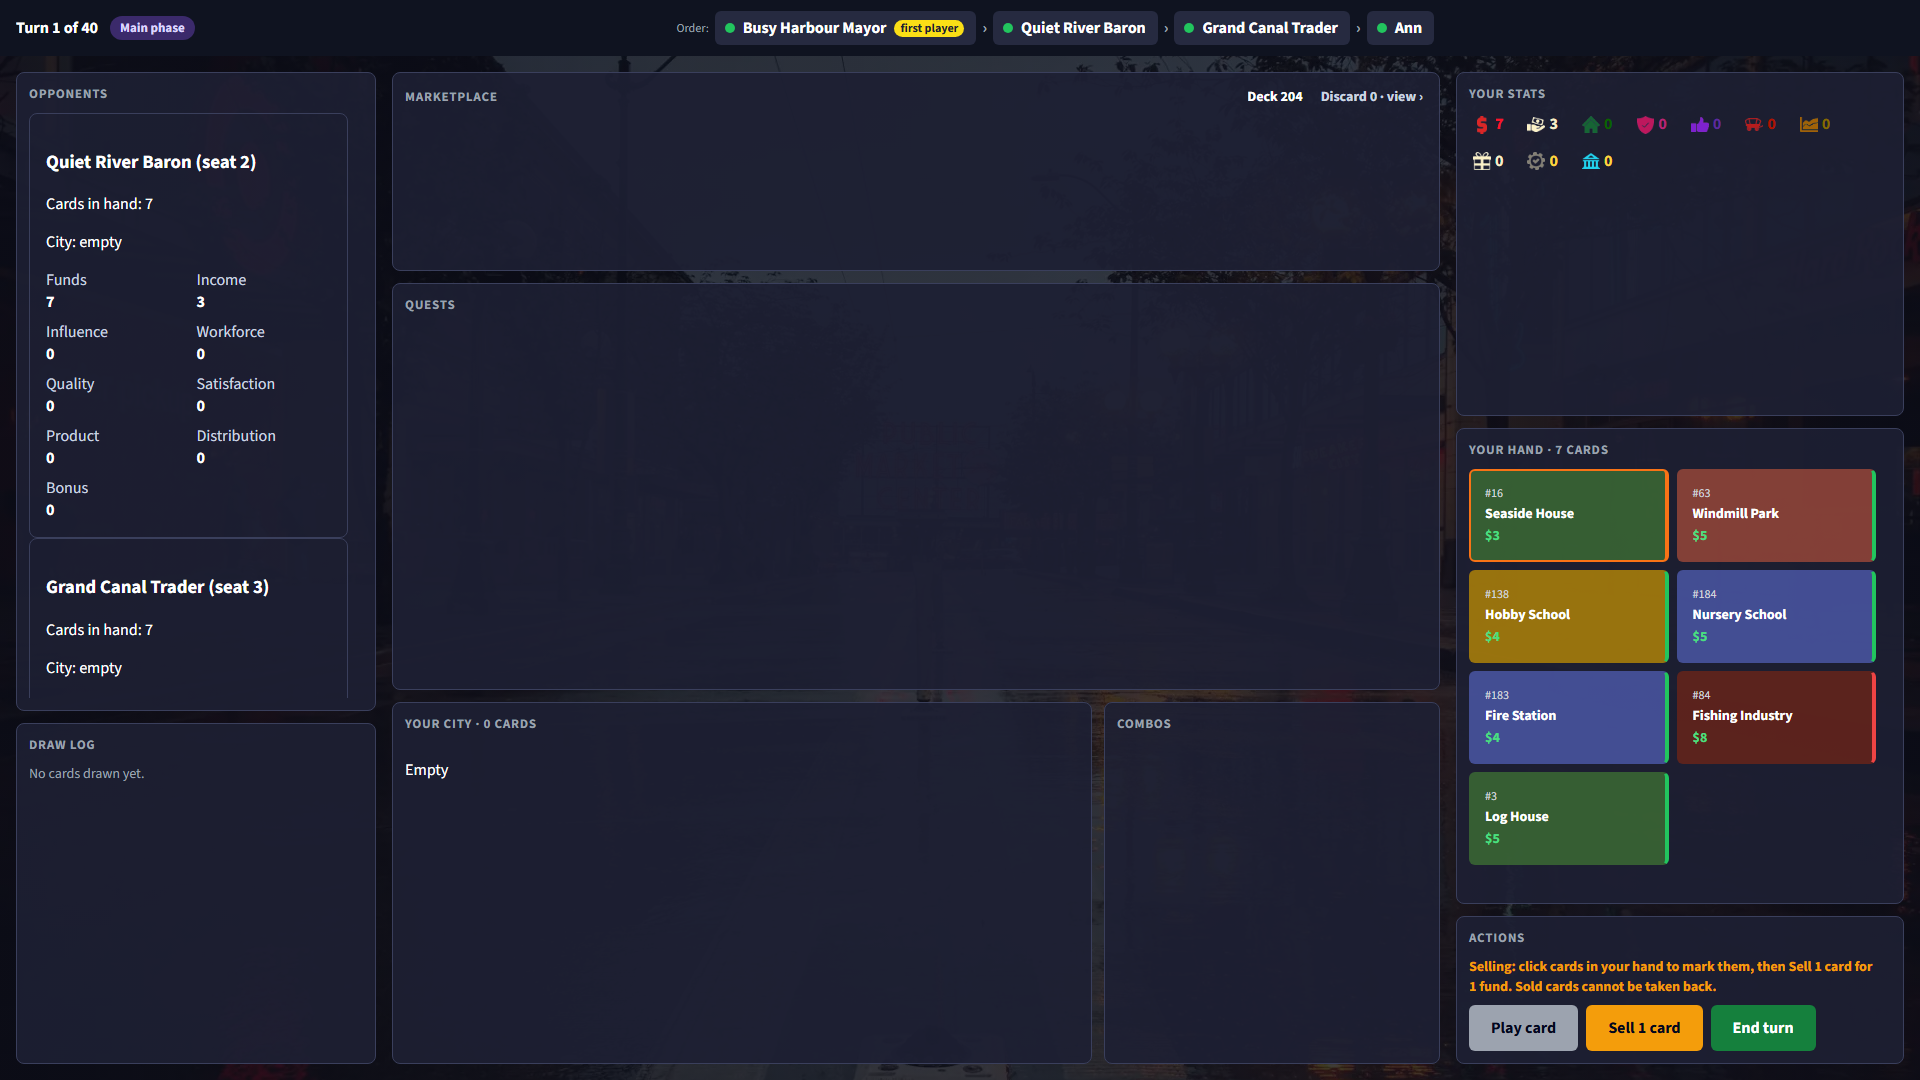 Turn 1 of 40
Main phase
Order:
Busy Harbour Mayor first player
›
Quiet River Baron
›
Grand Canal Trader
›
Ann
OPPONENTS
Quiet River Baron (seat 2)
Cards in hand: 7
City: empty
Funds
7
Income
3
Influence
0
Workforce
0
Quality
0
Satisfaction
0
Product
0
Distribution
0
Bonus
0
Grand Canal Trader (seat 3)
Cards in hand: 7
City: empty
DRAW LOG
No cards drawn yet.
MARKETPLACE
Deck 204
Discard 0 · view ›
QUESTS
YOUR CITY · 0 CARDS
Empty
COMBOS
YOUR STATS
$ 7 3 0 0 0 0 0
0 0 0
YOUR HAND · 7 CARDS
#16
Seaside House
$3
#63
Windmill Park
$5
#138
Hobby School
$4
#184
Nursery School
$5
#183
Fire Station
$4
#84
Fishing Industry
$8
#3
Log House
$5
ACTIONS
Selling: click cards in your hand to mark them, then Sell 1 card for
1 fund. Sold cards cannot be taken back.
Play card
Sell 1 card
End turn